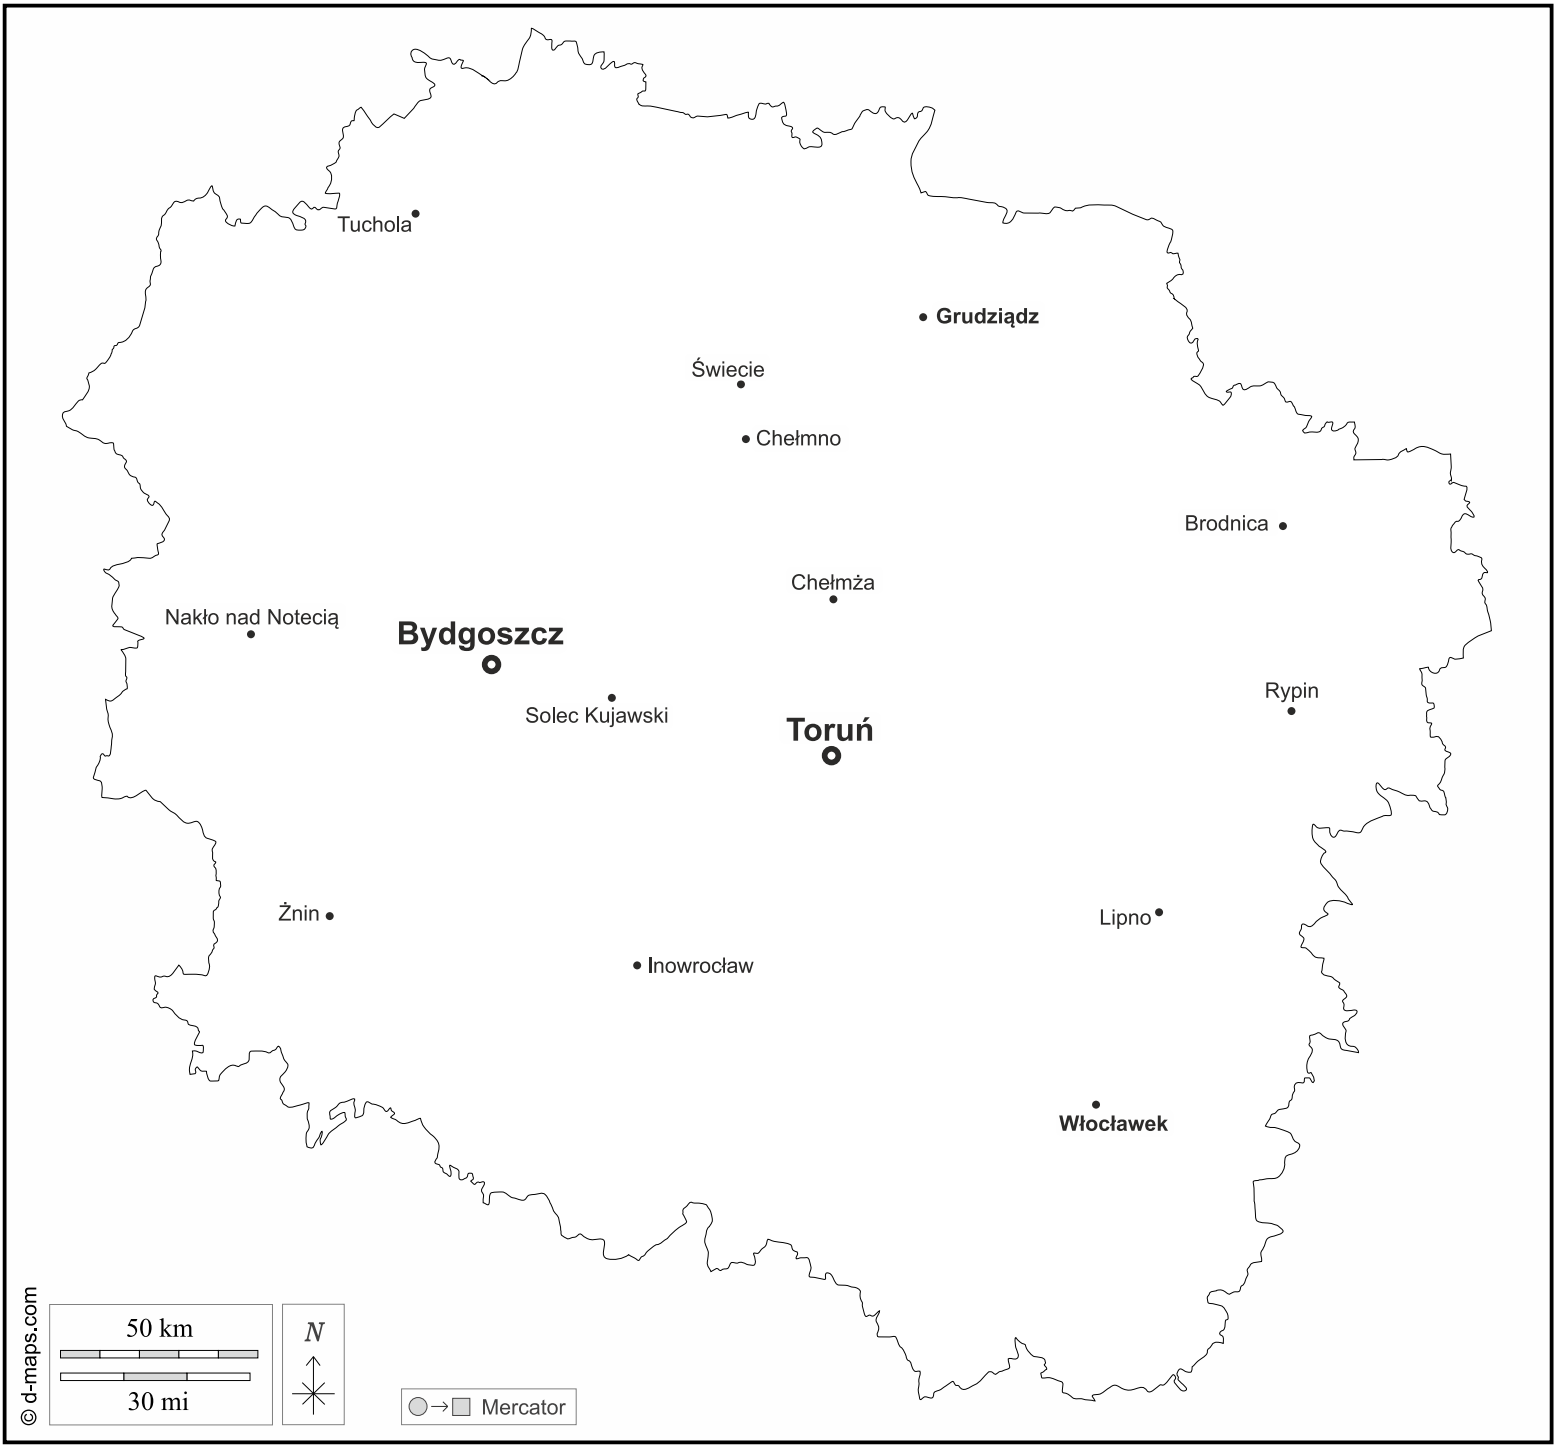 Tuchola
Grudziądz
Świecie
Chełmno
Brodnica
Chełmża
Nakło nad Notecią
Bydgoszcz
Rypin
Solec Kujawski
Toruń
Żnin
Lipno
Inowrocław
Włocławek
© d-maps.com
50 km
30 mi
N
Mercator